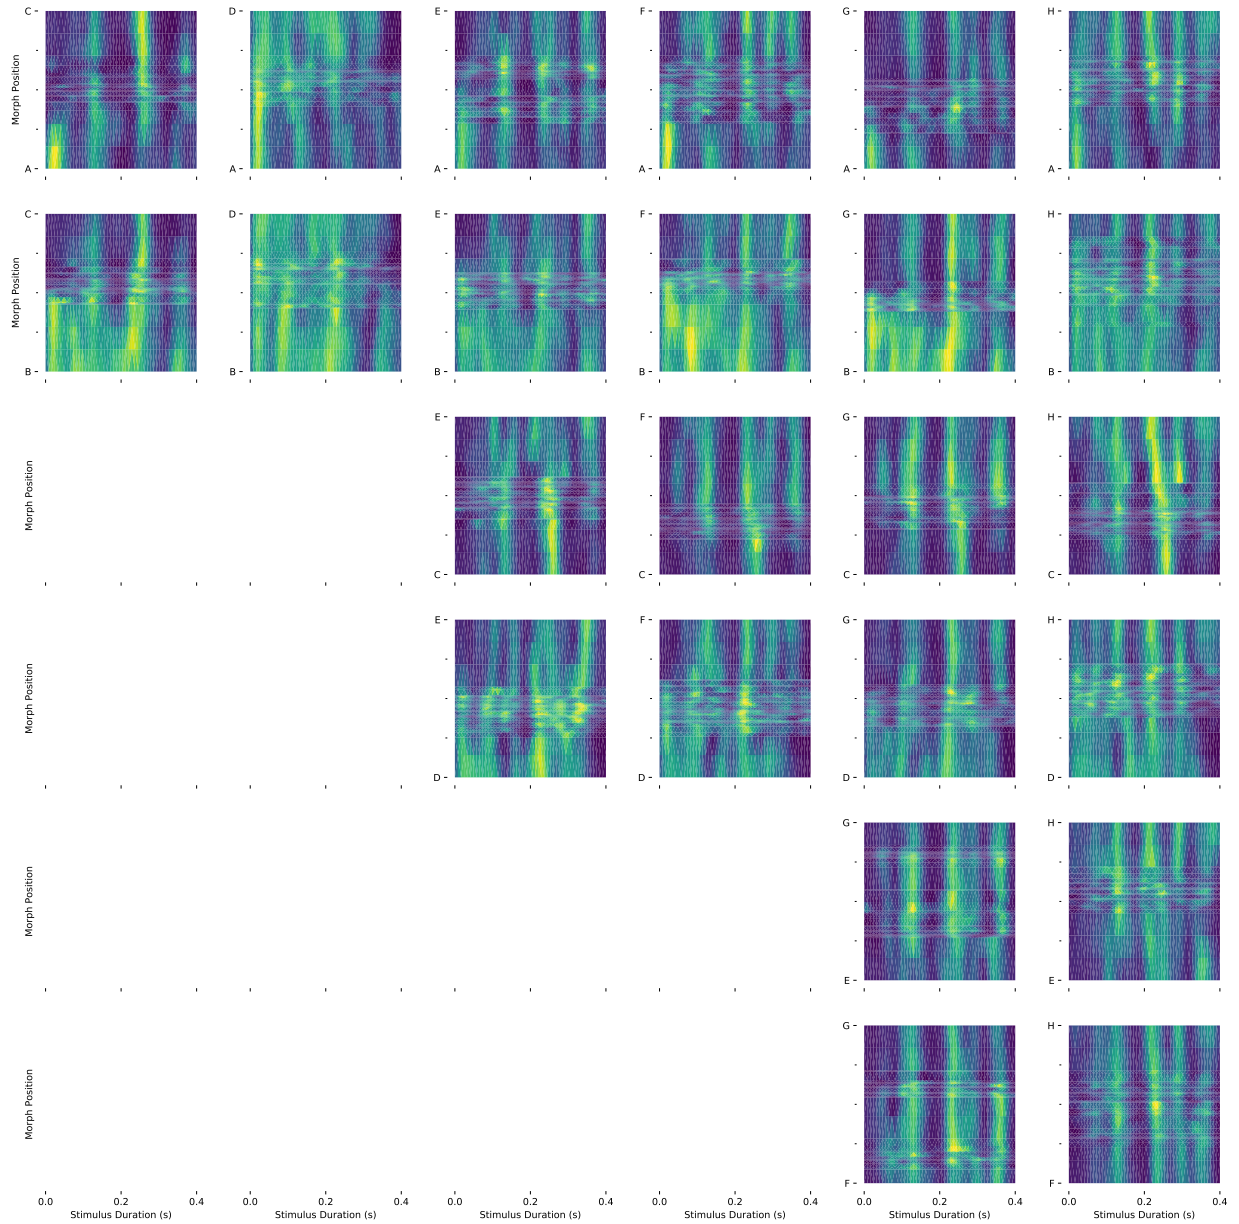 C D E F G H
Morph Position
A A A A A A
C D E F G H
Morph Position
B B B B B B
E F G H
Morph Position
C C C C
E F G H
Morph Position
D D D D
G H
Morph Position
E E
G H
Morph Position
F F
0.0 0.2 0.4 0.0 0.2 0.4 0.0 0.2 0.4 0.0 0.2 0.4 0.0 0.2 0.4 0.0 0.2 0.4
Stimulus Duration (s) Stimulus Duration (s) Stimulus Duration (s) Stimulus Duration (s) Stimulus Duration (s) Stimulus Duration (s)